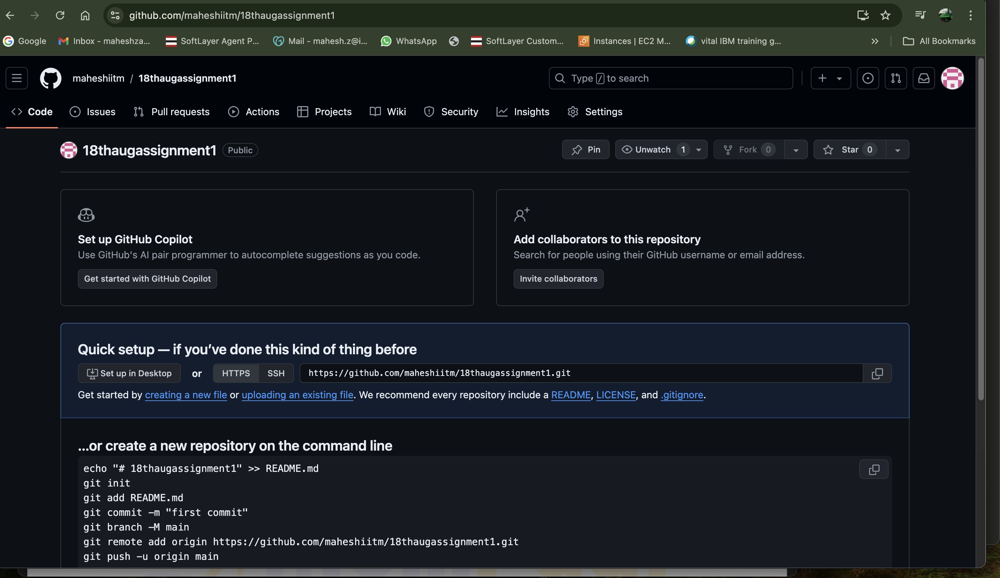 github.com/maheshiitm/18thaugassignment1
Google Inbox - maheshza... SoftLayer Agent P... Mail - mahesh.z@i... WhatsApp SoftLayer Custom... Instances | EC2 M... vital IBM training g... All Bookmarks
maheshiitm / 18thaugassignment1 Type / to search
Code Issues Pull requests Actions Projects Wiki Security Insights Settings
18thaugassignment1 Public Pin Unwatch 1 Fork 0 Star 0
Set up GitHub Copilot
Use GitHub's AI pair programmer to autocomplete suggestions as you code.
Get started with GitHub Copilot
Add collaborators to this repository
Search for people using their GitHub username or email address.
Invite collaborators
Quick setup — if you’ve done this kind of thing before
Set up in Desktop or HTTPS SSH https://github.com/maheshiitm/18thaugassignment1.git
Get started by creating a new file or uploading an existing file. We recommend every repository include a README, LICENSE, and .gitignore.
…or create a new repository on the command line
echo "# 18thaugassignment1" >> README.md
git init
git add README.md
git commit -m "first commit"
git branch -M main
git remote add origin https://github.com/maheshiitm/18thaugassignment1.git
git push -u origin main